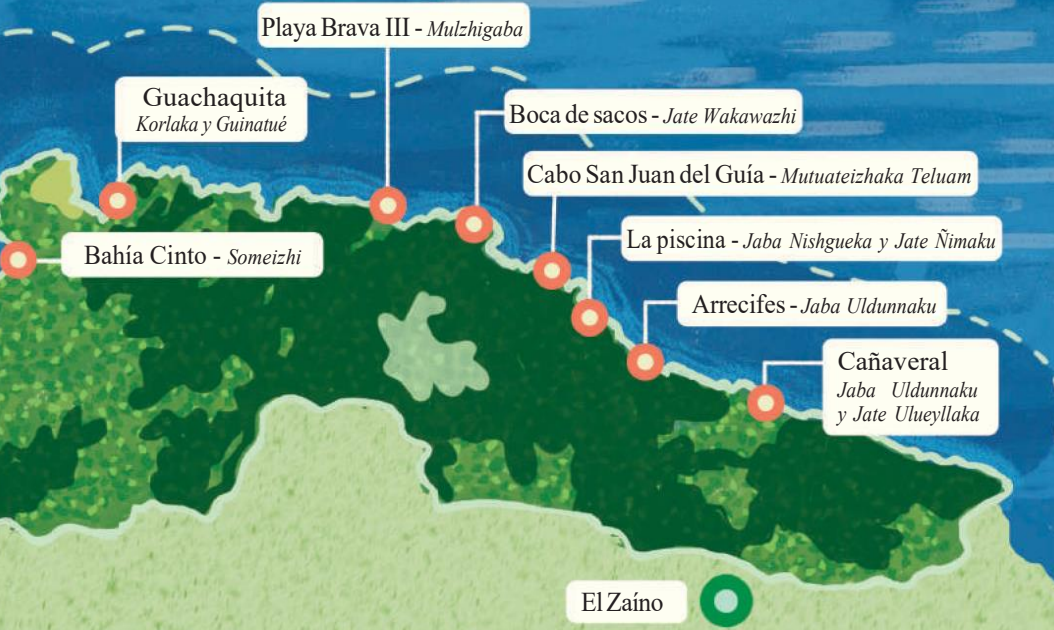 Playa Brava III - Mulzhigaba
Guachaquita
Korlaka y Guinatué
Boca de sacos - Jate Wakawazhi
Cabo San Juan del Guía - Mutuateizhaka Teluam
La piscina - Jaba Nishgueka y Jate Ñimaku
Bahía Cinto - Someizhi
Arrecifes - Jaba Uldunnaku
Cañaveral
Jaba Uldunnaku
y Jate Ulueyllaka
El Zaíno